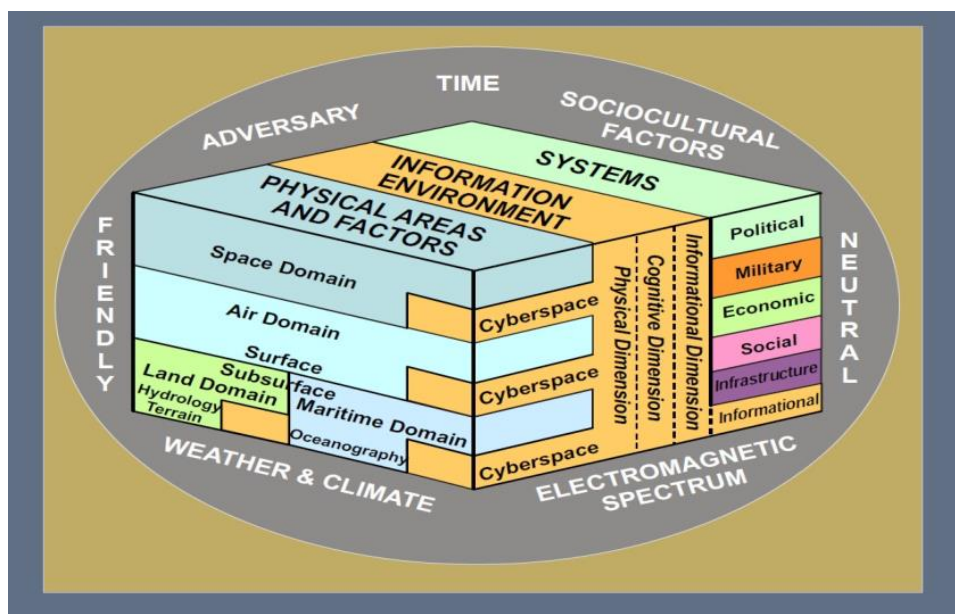 TIME
ADVERSARY
SOCIOCULTURAL
FACTORS
FRIENDLY
NEUTRAL
SYSTEMS
INFORMATION
ENVIRONMENT
PHYSICAL AREAS
AND FACTORS
Space Domain
Air Domain
Surface
Subsurface
Land Domain
Hydrology
Terrain
Maritime Domain
Oceanography
Cyberspace
Cyberspace
Cyberspace
Physical Dimension
Cognitive Dimension
Informational Dimension
Political
Military
Economic
Social
Infrastructure
Informational
WEATHER & CLIMATE
ELECTROMAGNETIC
SPECTRUM